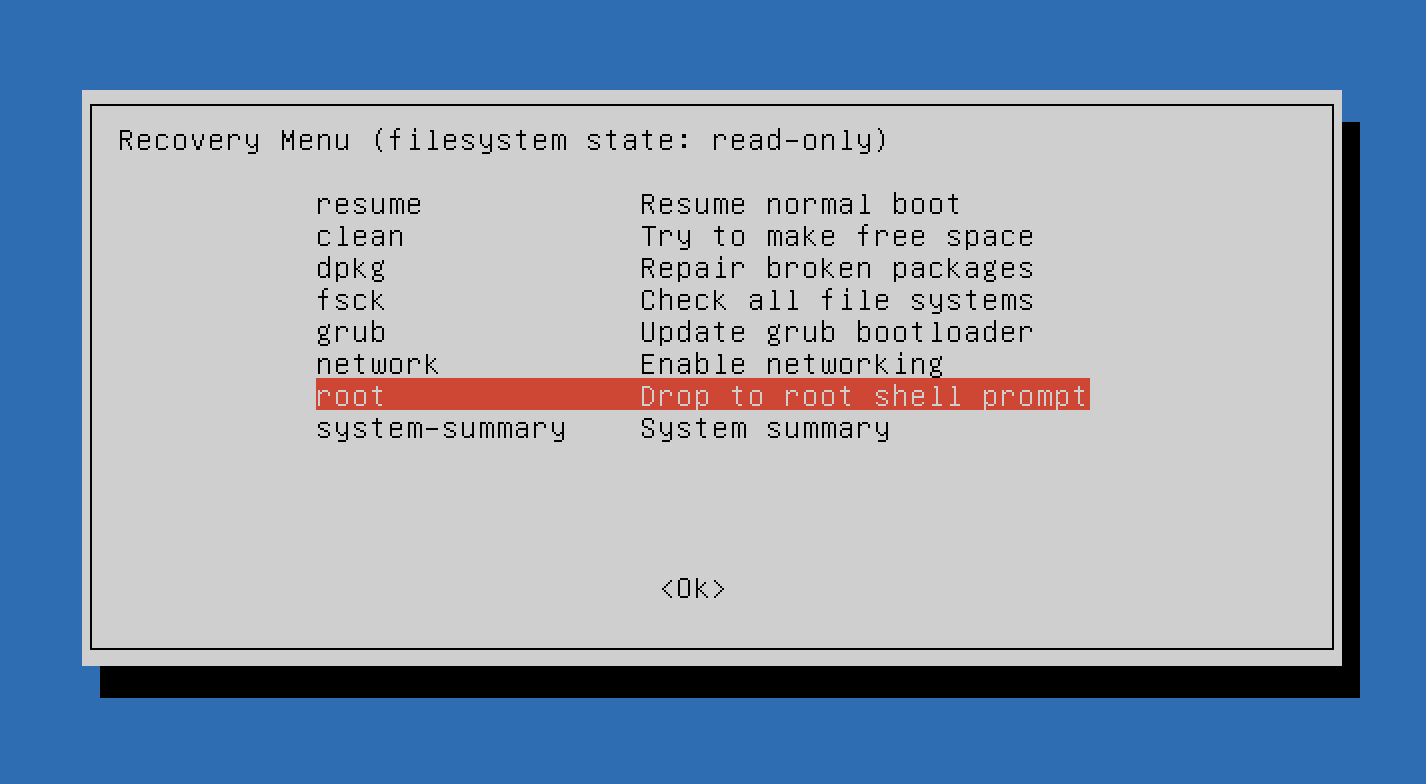 Recovery Menu (filesystem state: read-only)
resume Resume normal boot
clean Try to make free space
dpkg Repair broken packages
fsck Check all file systems
grub Update grub bootloader
network Enable networking
root Drop to root shell prompt
system-summary System summary
<Ok>